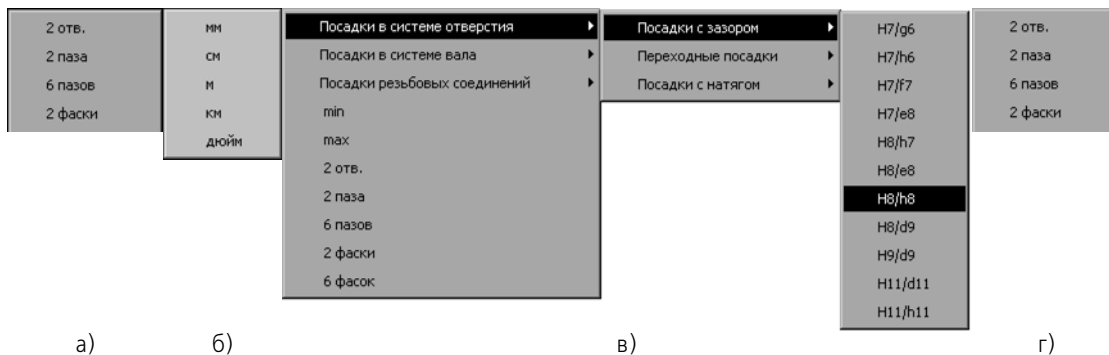 2 отв.
2 паза
6 пазов
2 фаски
мм
см
м
км
дюйм
Посадки в системе отверстия
Посадки в системе вала
Посадки резьбовых соединений
min
max
2 отв.
2 паза
6 пазов
2 фаски
6 фасок
Посадки с зазором
Переходные посадки
Посадки с натягом
H7/g6
H7/h6
H7/f7
H7/e8
H8/h7
H8/e8
H8/h8
H8/d9
H9/d9
H11/d11
H11/h11
2 отв.
2 паза
6 пазов
2 фаски
а) б) в) г)